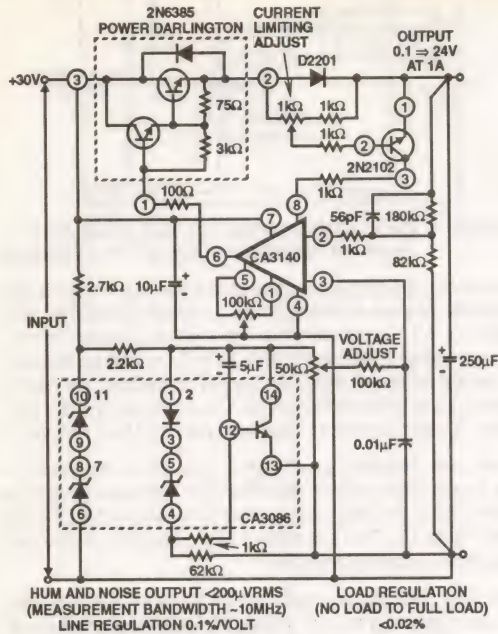 2N6385
POWER DARLINGTON
CURRENT
LIMITING
ADJUST
D2201
OUTPUT
0.1 ⇒ 24V
AT 1A
+30V
3
2
75Ω
3kΩ
1kΩ
1kΩ
1kΩ
1
2
2N2102
3
1
100Ω
1kΩ
8
7
6
CA3140
2
1kΩ
56pF
180kΩ
82kΩ
5
1
3
4
100kΩ
2.7kΩ
10μF
+
-
INPUT
2.2kΩ
VOLTAGE
ADJUST
50kΩ
100kΩ
+
-
250μF
+
-
5μF
10
11
1
2
14
9
3
12
8
7
5
13
0.01μF
6
4
CA3086
1kΩ
62kΩ
HUM AND NOISE OUTPUT <200μVRMS
(MEASUREMENT BANDWIDTH ~10MHz)
LINE REGULATION 0.1%/VOLT
LOAD REGULATION
(NO LOAD TO FULL LOAD)
<0.02%